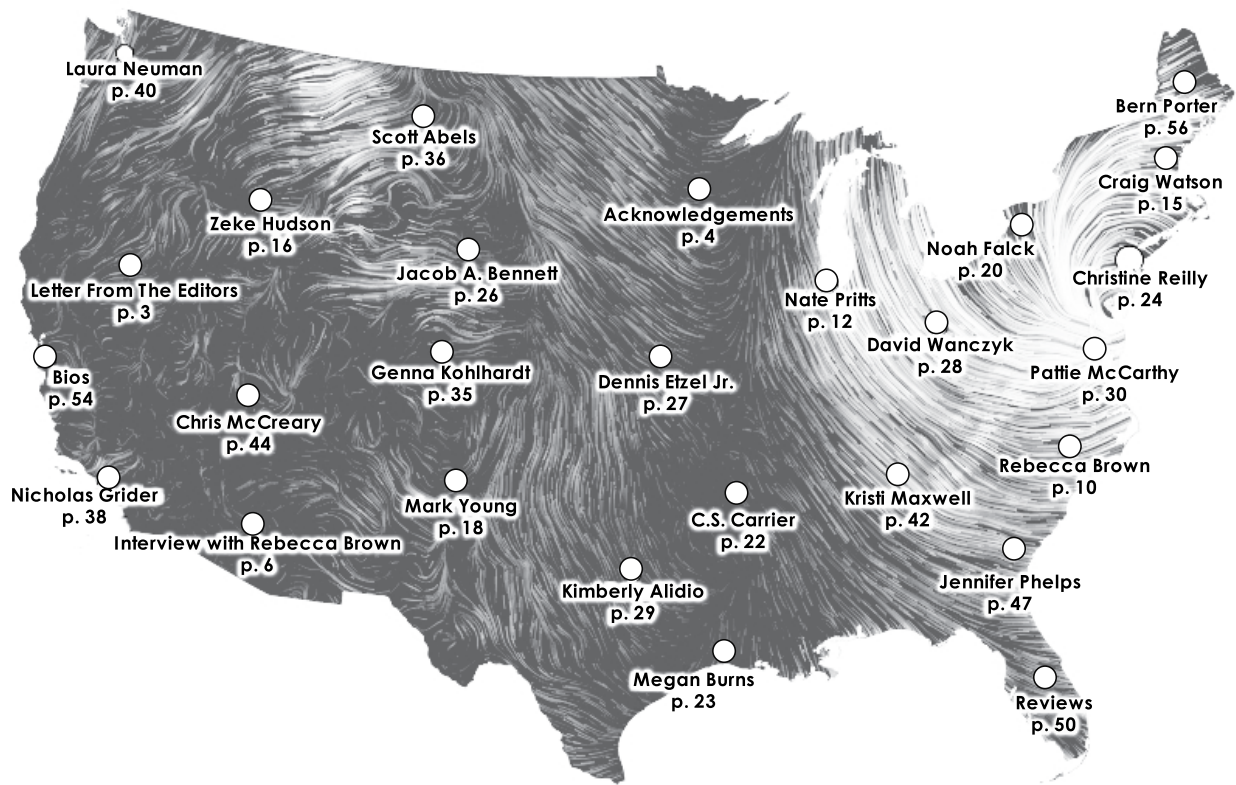 Laura Neuman
p. 40
Bern Porter
p. 56
Scott Abels
p. 36
Craig Watson
p. 15
Acknowledgements
p. 4
Zeke Hudson
p. 16
Noah Falck
p. 20
Jacob A. Bennett
p. 26
Christine Reilly
p. 24
Letter From The Editors
p. 3
Nate Pritts
p. 12
David Wanczyk
p. 28
Genna Kohlhardt
p. 35
Pattie McCarthy
p. 30
Bios
p. 54
Dennis Etzel Jr.
p. 27
Chris McCreary
p. 44
Rebecca Brown
p. 10
Nicholas Grider
p. 38
Kristi Maxwell
p. 42
Mark Young
p. 18
C.S. Carrier
p. 22
Interview with Rebecca Brown
p. 6
Jennifer Phelps
p. 47
Kimberly Alidio
p. 29
Megan Burns
p. 23
Reviews
p. 50